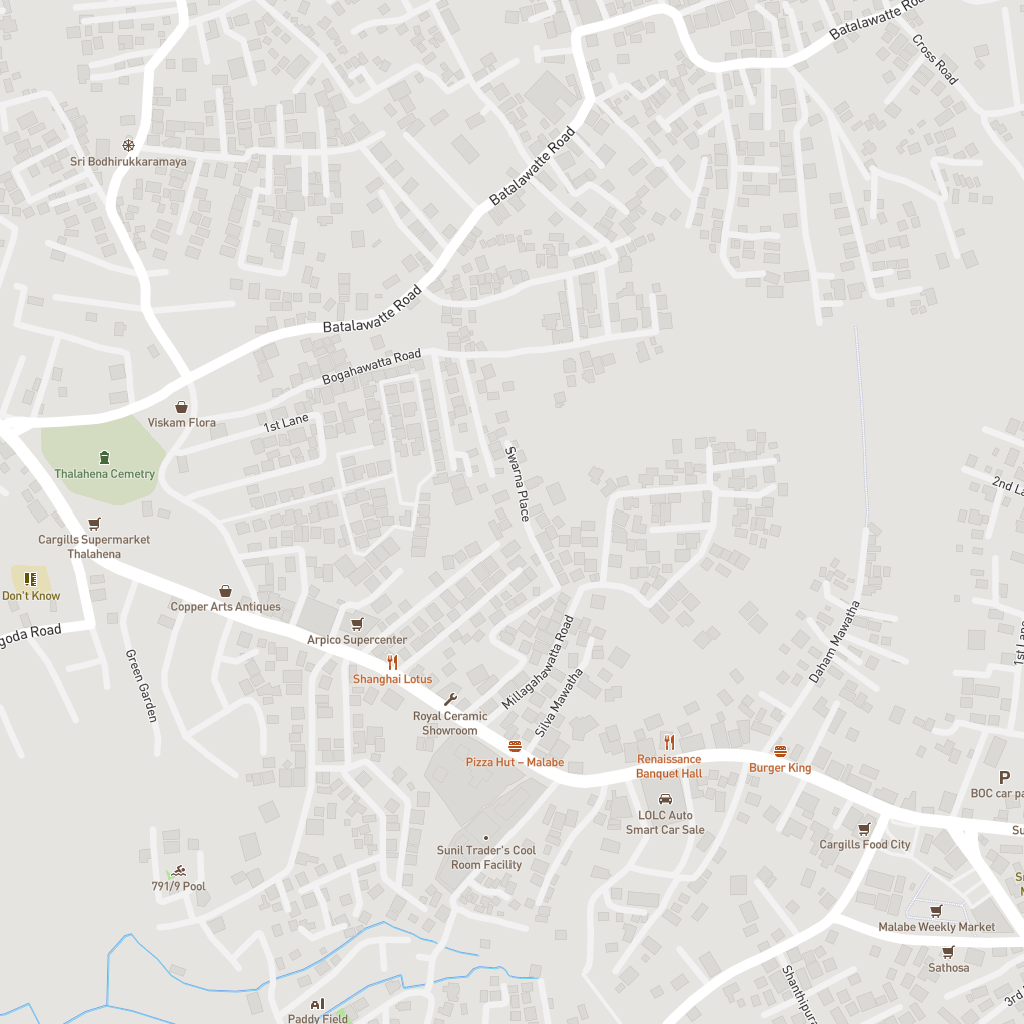 Batalawatte Road
Cross Road
Sri Bodhirukkaramaya
Batalawatte Road
Batalawatte Road
Bogahawatta Road
Viskam Flora
1st Lane
Thalahena Cemetry
Swarna Place
2nd La
Cargills Supermarket
Thalahena
Don't Know
Copper Arts Antiques
Arpico Supercenter
goda Road
Green Garden
Shanghai Lotus
Millagahawatta Road
Silva Mawatha
Daham Mawatha
1st Lane
Royal Ceramic
Showroom
Pizza Hut – Malabe
Renaissance
Banquet Hall
Burger King
P
BOC car pa
LOLC Auto
Smart Car Sale
Cargills Food City
Su
Sunil Trader's Cool
Room Facility
791/9 Pool
Malabe Weekly Market
Sathosa
Shanthipura
3rd
Paddy Field